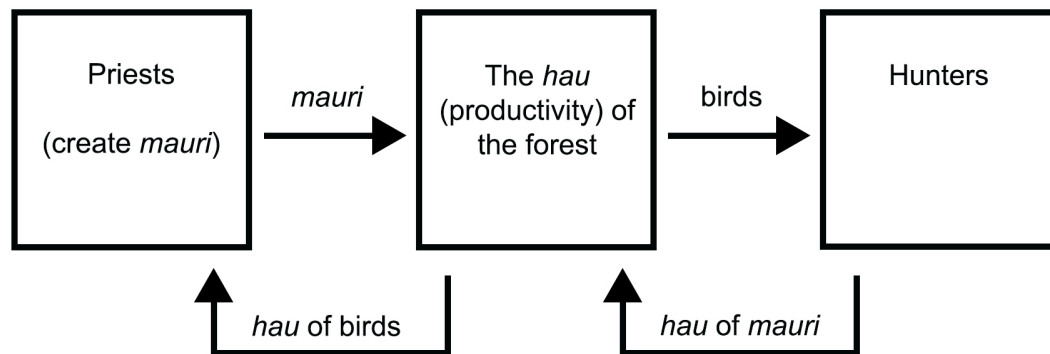 Priests
(create mauri)
mauri
The hau
(productivity) of
the forest
birds
Hunters
hau of birds
hau of mauri